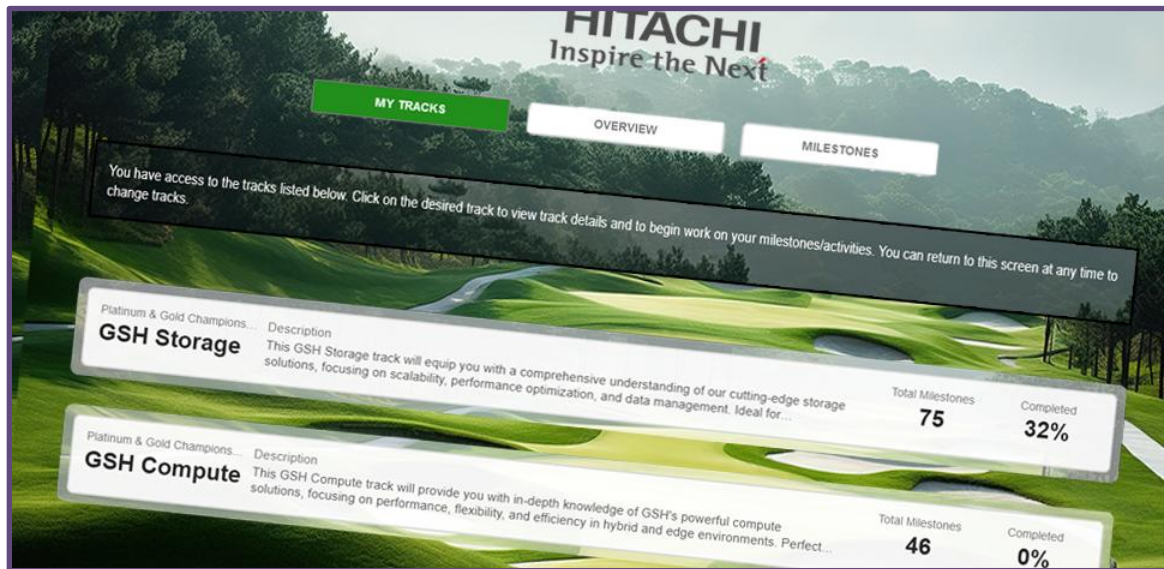 HITACHI
Inspire the Next
MY TRACKS
OVERVIEW
MILESTONES
You have access to the tracks listed below. Click on the desired track to view track details and to begin work on your milestones/activities. You can return to this screen at any time to
change tracks.
Platinum & Gold Champions...
GSH Storage
Description
This GSH Storage track will equip you with a comprehensive understanding of our cutting-edge storage
solutions, focusing on scalability, performance optimization, and data management. Ideal for...
Total Milestones
75
Completed
32%
Platinum & Gold Champions...
GSH Compute
Description
This GSH Compute track will provide you with in-depth knowledge of GSH's powerful compute
solutions, focusing on performance, flexibility, and efficiency in hybrid and edge environments. Perfect...
Total Milestones
46
Completed
0%